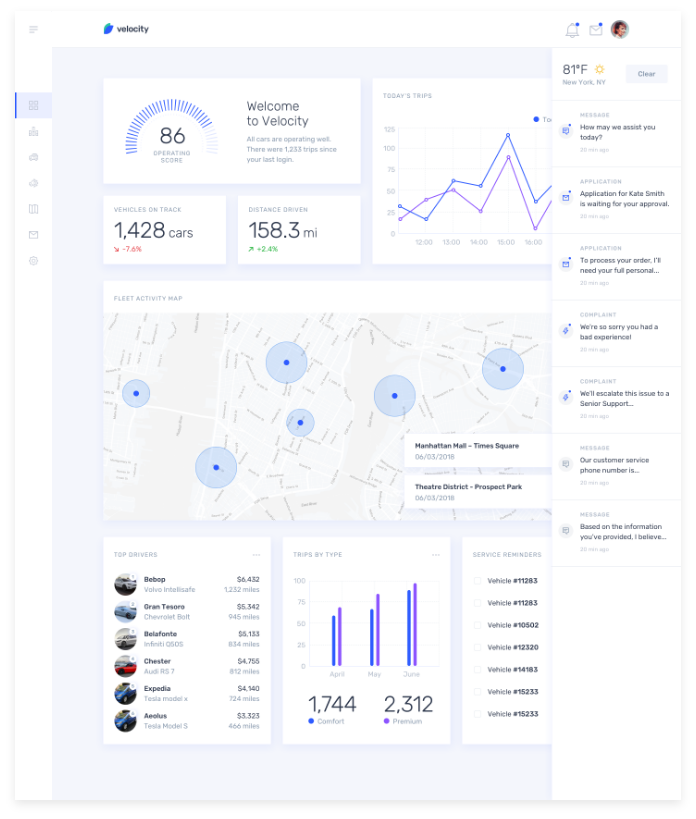 velocity
86
OPERATING
SCORE
Welcome
to Velocity
All cars are operating well.
There were 1,233 trips since
your last login.
TODAY'S TRIPS
125
100
75
50
25
0
12:00 13:00 14:00 15:00 16:00
VEHICLES ON TRACK
1,428 cars
-7.6%
DISTANCE DRIVEN
158.3 mi
+2.4%
FLEET ACTIVITY MAP
Manhattan Mall – Times Square
06/03/2018
Theatre District - Prospect Park
06/03/2018
TOP DRIVERS
Bebop $6,432
Volvo Intellisafe 1,232 miles
Gran Tesoro $5,342
Chevrolet Bolt 945 miles
Belafonte $5,133
Infiniti Q50S 834 miles
Chester $4,755
Audi RS 7 812 miles
Expedia $4,140
Tesla model x 724 miles
Aeolus $3,323
Tesla Model S 466 miles
TRIPS BY TYPE
100
75
50
25
0
April May June
1,744 2,312
Comfort Premium
SERVICE REMINDERS
Vehicle #11283
Vehicle #11283
Vehicle #10502
Vehicle #12320
Vehicle #14183
Vehicle #15233
Vehicle #15233
81°F
New York, NY
Clear
MESSAGE
How may we assist you
today?
20 min ago
APPLICATION
Application for Kate Smith
is waiting for your approval.
20 min ago
APPLICATION
To process your order, I'll
need your full personal...
20 min ago
COMPLAINT
We're so sorry you had a
bad experience!
20 min ago
COMPLAINT
We'll escalate this issue to a
Senior Support...
20 min ago
MESSAGE
Our customer service
phone number is...
20 min ago
MESSAGE
Based on the information
you've provided, I believe...
20 min ago